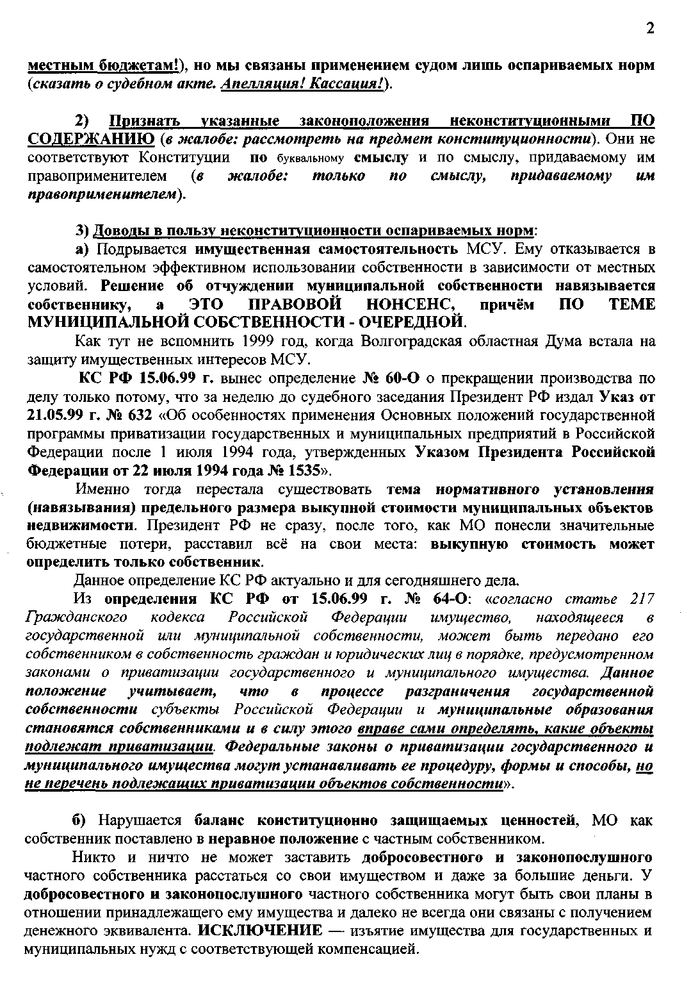 2
местным бюджетам!), но мы связаны применением судом лишь оспариваемых норм
(сказать о судебном акте. Апелляция! Кассация!).
2) Признать указанные законоположения неконституционными ПО
СОДЕРЖАНИЮ (в жалобе: рассмотреть на предмет конституционности). Они не
соответствуют Конституции по буквальному смыслу и по смыслу, придаваемому им
правоприменителем (в жалобе: только по смыслу, придаваемому им
правоприменителем).
3) Доводы в пользу неконституционности оспариваемых норм:
а) Подрывается имущественная самостоятельность МСУ. Ему отказывается в
самостоятельном эффективном использовании собственности в зависимости от местных
условий. Решение об отчуждении муниципальной собственности навязывается
собственнику, а ЭТО ПРАВОВОЙ НОНСЕНС, причём ПО ТЕМЕ
МУНИЦИПАЛЬНОЙ СОБСТВЕННОСТИ - ОЧЕРЕДНОЙ.
Как тут не вспомнить 1999 год, когда Волгоградская областная Дума встала на
защиту имущественных интересов МСУ.
КС РФ 15.06.99 г. вынес определение № 60-О о прекращении производства по
делу только потому, что за неделю до судебного заседания Президент РФ издал Указ от
21.05.99 г. № 632 «Об особенностях применения Основных положений государственной
программы приватизации государственных и муниципальных предприятий в Российской
Федерации после 1 июля 1994 года, утвержденных Указом Президента Российской
Федерации от 22 июля 1994 года № 1535».
Именно тогда перестала существовать тема нормативного установления
(навязывания) предельного размера выкупной стоимости муниципальных объектов
недвижимости. Президент РФ не сразу, после того, как МО понесли значительные
бюджетные потери, расставил всё на свои места: выкупную стоимость может
определить только собственник.
Данное определение КС РФ актуально и для сегодняшнего дела.
Из определения КС РФ от 15.06.99 г. № 64-О: «согласно статье 217
Гражданского кодекса Российской Федерации имущество, находящееся в
государственной или муниципальной собственности, может быть передано его
собственником в собственность граждан и юридических лиц в порядке, предусмотренном
законами о приватизации государственного и муниципального имущества. Данное
положение учитывает, что в процессе разграничения государственной
собственности субъекты Российской Федерации и муниципальные образования
становятся собственниками и в силу этого вправе сами определять, какие объекты
подлежат приватизации. Федеральные законы о приватизации государственного и
муниципального имущества могут устанавливать ее процедуру, формы и способы, но
не перечень подлежащих приватизации объектов собственности».
б) Нарушается баланс конституционно защищаемых ценностей, МО как
собственник поставлено в неравное положение с частным собственником.
Никто и ничто не может заставить добросовестного и законопослушного
частного собственника расстаться со свои имуществом и даже за большие деньги. У
добросовестного и законопослушного частного собственника могут быть свои планы в
отношении принадлежащего ему имущества и далеко не всегда они связаны с получением
денежного эквивалента. ИСКЛЮЧЕНИЕ — изъятие имущества для государственных и
муниципальных нужд с соответствующей компенсацией.